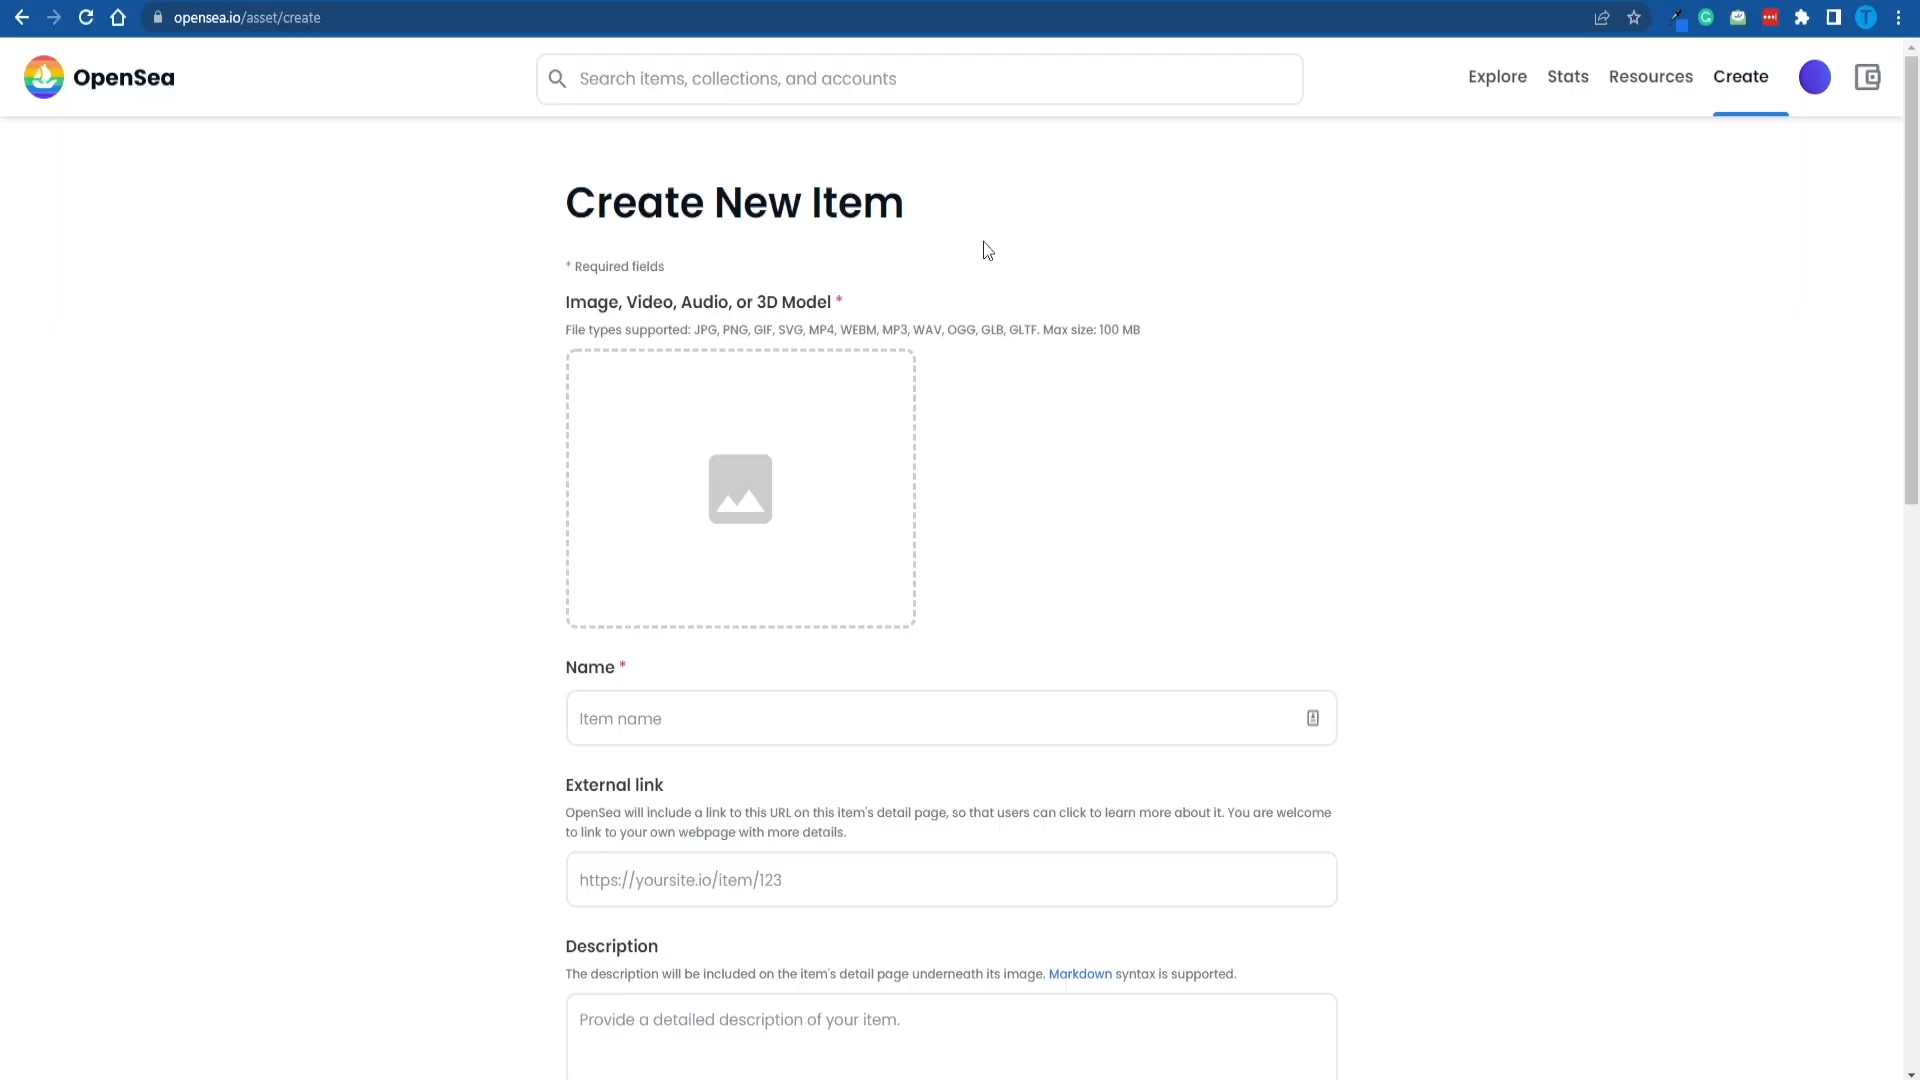 opensea.io/asset/create
T
OpenSea
Search items, collections, and accounts
Explore
Stats
Resources
Create
Create New Item
* Required fields
Image, Video, Audio, or 3D Model *
File types supported: JPG, PNG, GIF, SVG, MP4, WEBM, MP3, WAV, OGG, GLB, GLTF. Max size: 100 MB
Name *
Item name
External link
OpenSea will include a link to this URL on this item's detail page, so that users can click to learn more about it. You are welcome
to link to your own webpage with more details.
https://yoursite.io/item/123
Description
The description will be included on the item's detail page underneath its image. Markdown syntax is supported.
Provide a detailed description of your item.